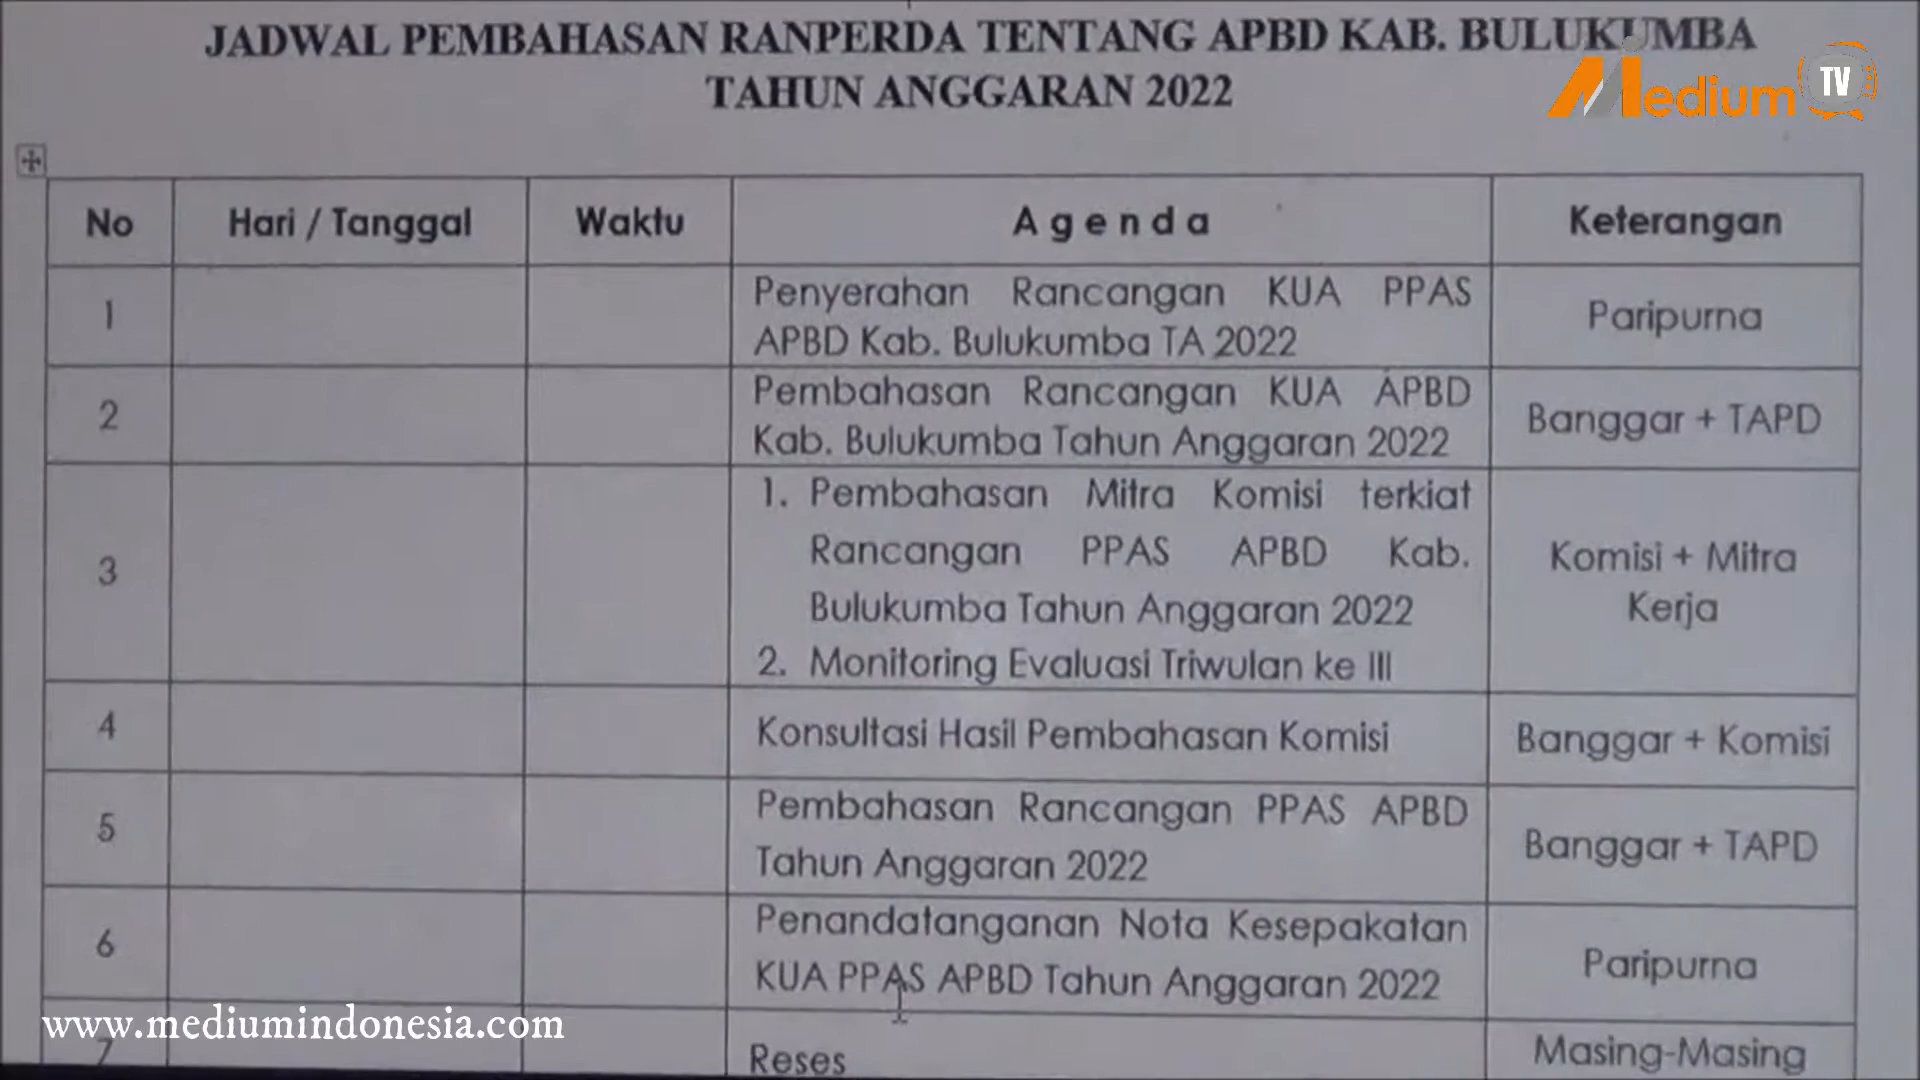 JADWAL PEMBAHASAN RANPERDA TENTANG APBD KAB. BULUKUMBA
TAHUN ANGGARAN 2022
Medium TV
No Hari / Tanggal Waktu Agenda Keterangan
1 Penyerahan Rancangan KUA PPAS
APBD Kab. Bulukumba TA 2022
Paripurna
2 Pembahasan Rancangan KUA APBD
Kab. Bulukumba Tahun Anggaran 2022
Banggar + TAPD
3 1. Pembahasan Mitra Komisi terkiat
Rancangan PPAS APBD Kab.
Bulukumba Tahun Anggaran 2022
2. Monitoring Evaluasi Triwulan ke III
Komisi + Mitra
Kerja
4 Konsultasi Hasil Pembahasan Komisi Banggar + Komisi
5 Pembahasan Rancangan PPAS APBD
Tahun Anggaran 2022
Banggar + TAPD
6 Penandatanganan Nota Kesepakatan
KUA PPAS APBD Tahun Anggaran 2022
Paripurna
7 Reses Masing-Masing
www.mediumindonesia.com